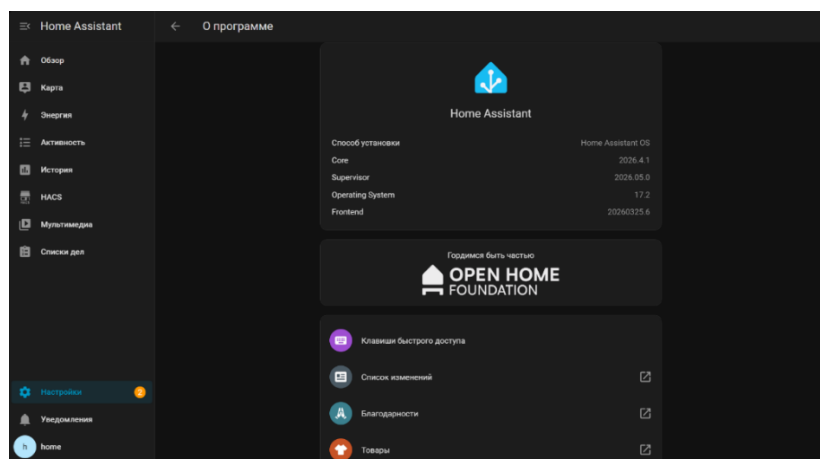 Home Assistant
Обзор
Карта
Энергия
Активность
История
HACS
Мультимедиа
Списки дел
Настройки 2
Уведомления
h home
О программе
Home Assistant
Способ установки Home Assistant OS
Core 2026.4.1
Supervisor 2026.05.0
Operating System 17.2
Frontend 20260325.6
Гордимся быть частью
OPEN HOME
FOUNDATION
Клавиши быстрого доступа
Список изменений
Благодарности
Товары